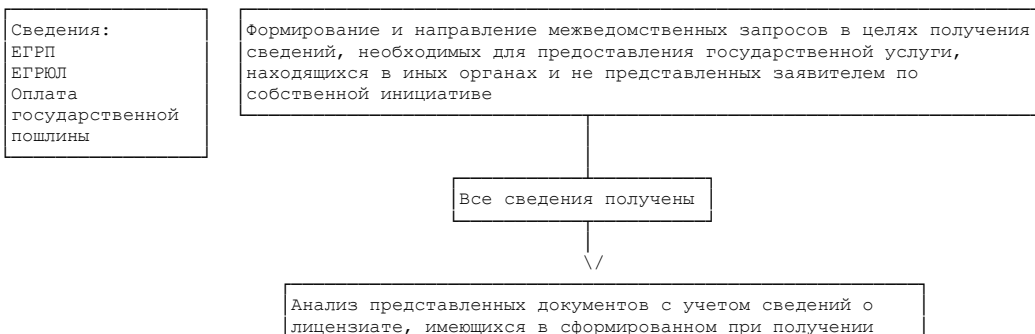 Сведения:
ЕГРП
ЕГРЮЛ
Оплата
государственной
пошлины
Формирование и направление межведомственных запросов в целях получения
сведений, необходимых для предоставления государственной услуги,
находящихся в иных органах и не представленных заявителем по
собственной инициативе
Все сведения получены
Анализ представленных документов с учетом сведений о
лицензиате, имеющихся в сформированном при получении